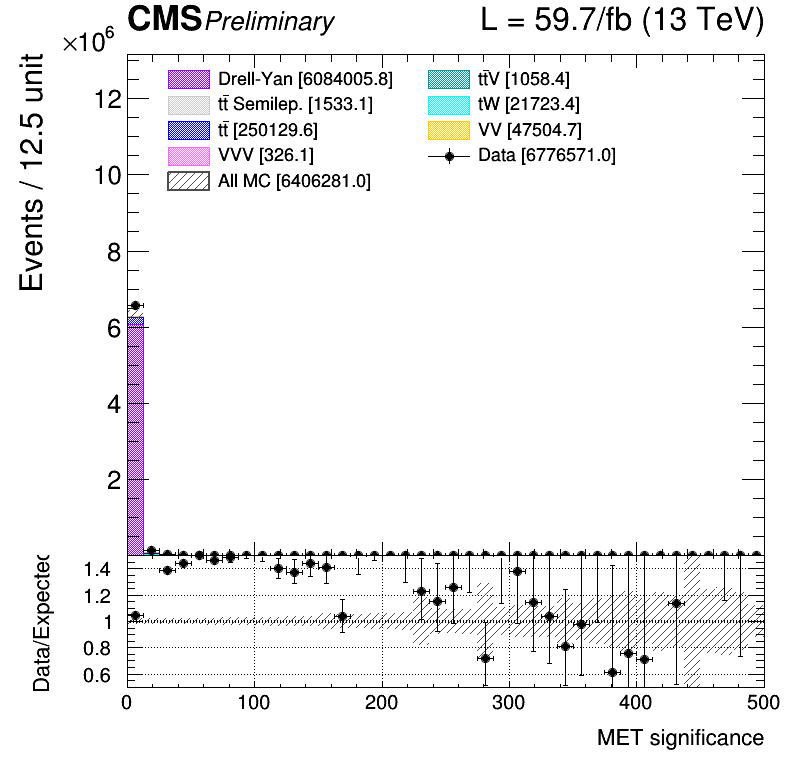 CMS Preliminary L = 59.7/fb (13 TeV)
×10⁶
Drell-Yan [6084005.8]
tt̄ Semilep. [1533.1]
tt̄ [250129.6]
VVV [326.1]
All MC [6406281.0]
tt̄V [1058.4]
tW [21723.4]
VV [47504.7]
Data [6776571.0]
Events / 12.5 unit
12
10
8
6
4
2
Data/Expected
1.4
1.2
1
0.8
0.6
0 100 200 300 400 500
MET significance